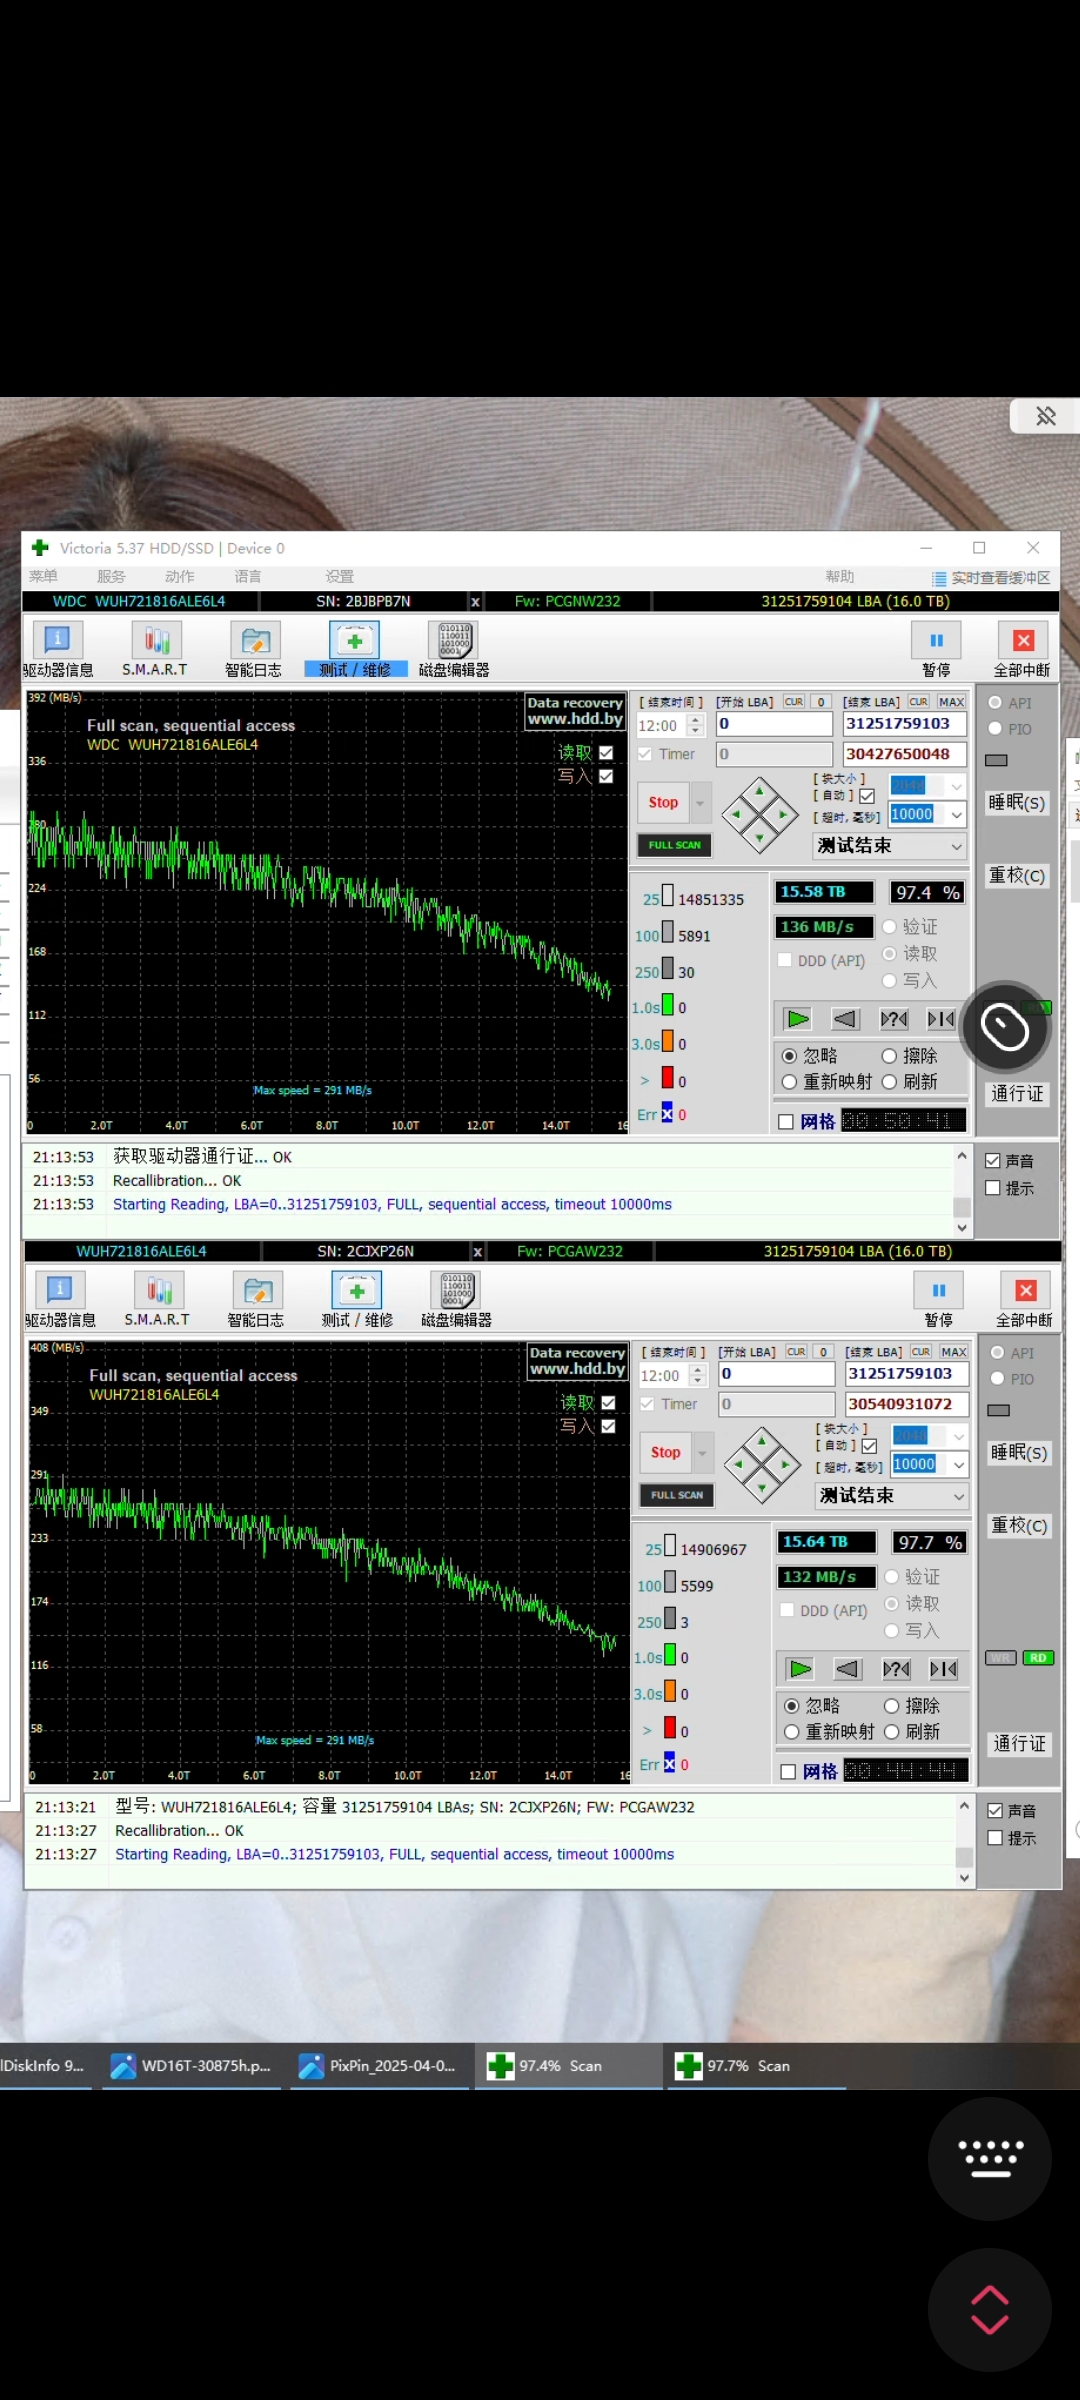 Victoria 5.37 HDD/SSD | Device 0
菜单 服务 动作 语言 设置 帮助 实时查看缓冲区
WDC WUH721816ALE6L4 SN: 2BJBPB7N x Fw: PCGNW232 31251759104 LBA (16.0 TB)
驱动器信息 S.M.A.R.T 智能日志 测试 / 维修 磁盘编辑器 暂停 全部中断
392 (MB/s)
Full scan, sequential access
WDC WUH721816ALE6L4
Data recovery
www.hdd.by
读取
写入
336
280
224
168
112
56
Max speed = 291 MB/s
0 2.0T 4.0T 6.0T 8.0T 10.0T 12.0T 14.0T 16
[ 结束时间 ] [开始 LBA] CUR 0 [结束 LBA] CUR MAX
12:00 0 31251759103
Timer 0 30427650048
[ 块大小 ]
[ 自动 ] 2048
[ 超时, 毫秒] 10000
Stop
FULL SCAN
测试结束
25 14851335
100 5891
250 30
1.0s 0
3.0s 0
> 0
Err x 0
15.58 TB 97.4 %
136 MB/s 验证
DDD (API) 读取
写入
忽略 擦除
重新映射 刷新
网格 00:50:41
API
PIO
睡眠(S)
重校(C)
通行证
21:13:53 获取驱动器通行证... OK
21:13:53 Recallibration... OK
21:13:53 Starting Reading, LBA=0..31251759103, FULL, sequential access, timeout 10000ms
声音
提示
WUH721816ALE6L4 SN: 2CJXP26N x Fw: PCGAW232 31251759104 LBA (16.0 TB)
驱动器信息 S.M.A.R.T 智能日志 测试 / 维修 磁盘编辑器 暂停 全部中断
408 (MB/s)
Full scan, sequential access
WUH721816ALE6L4
Data recovery
www.hdd.by
读取
写入
349
291
233
174
116
58
Max speed = 291 MB/s
0 2.0T 4.0T 6.0T 8.0T 10.0T 12.0T 14.0T 16
[ 结束时间 ] [开始 LBA] CUR 0 [结束 LBA] CUR MAX
12:00 0 31251759103
Timer 0 30540931072
[ 块大小 ]
[ 自动 ] 2048
[ 超时, 毫秒] 10000
Stop
FULL SCAN
测试结束
25 14906967
100 5599
250 3
1.0s 0
3.0s 0
> 0
Err x 0
15.64 TB 97.7 %
132 MB/s 验证
DDD (API) 读取
写入
忽略 擦除
重新映射 刷新
网格 00:44:44
API
PIO
睡眠(S)
重校(C)
WR RD
通行证
21:13:21 型号: WUH721816ALE6L4; 容量 31251759104 LBAs; SN: 2CJXP26N; FW: PCGAW232
21:13:27 Recallibration... OK
21:13:27 Starting Reading, LBA=0..31251759103, FULL, sequential access, timeout 10000ms
声音
提示
lDiskInfo 9... WD16T-30875h.p... PixPin_2025-04-0... 97.4% Scan 97.7% Scan